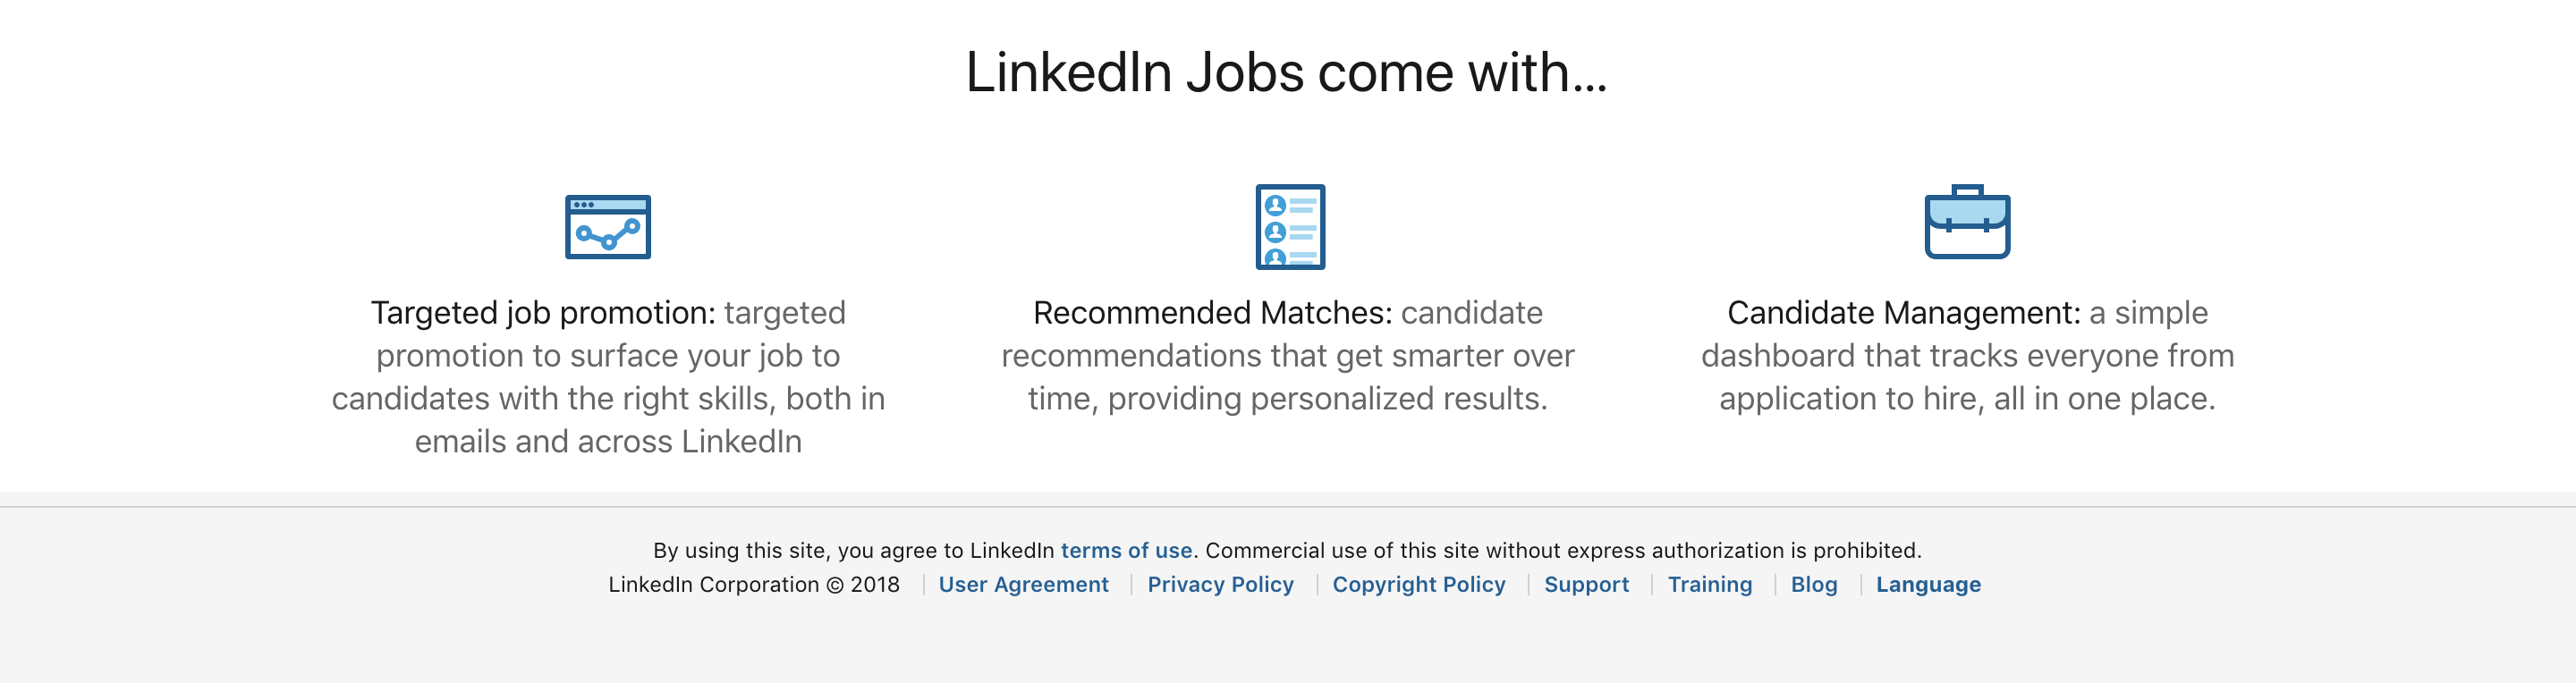 LinkedIn Jobs come with...
Targeted job promotion: targeted
promotion to surface your job to
candidates with the right skills, both in
emails and across LinkedIn
Recommended Matches: candidate
recommendations that get smarter over
time, providing personalized results.
Candidate Management: a simple
dashboard that tracks everyone from
application to hire, all in one place.
By using this site, you agree to LinkedIn terms of use. Commercial use of this site without express authorization is prohibited.
LinkedIn Corporation © 2018 | User Agreement | Privacy Policy | Copyright Policy | Support | Training | Blog | Language